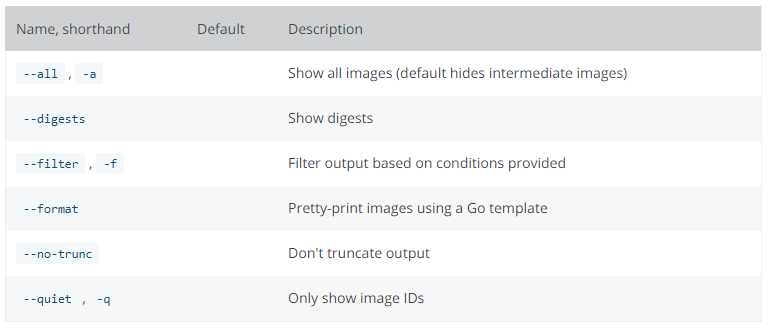 Name, shorthand Default Description
--all , -a Show all images (default hides intermediate images)
--digests Show digests
--filter , -f Filter output based on conditions provided
--format Pretty-print images using a Go template
--no-trunc Don't truncate output
--quiet , -q Only show image IDs